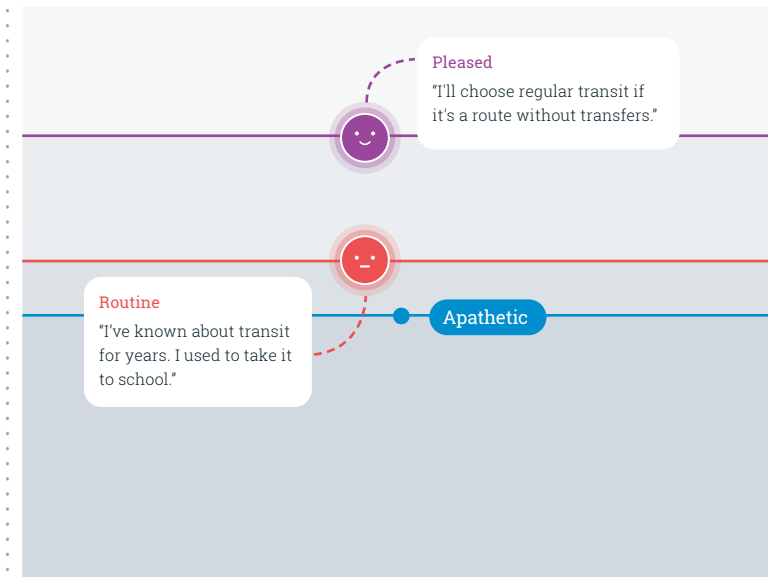 Pleased
“I'll choose regular transit if
it's a route without transfers.”
Routine
“I’ve known about transit
for years. I used to take it
to school.”
Apathetic